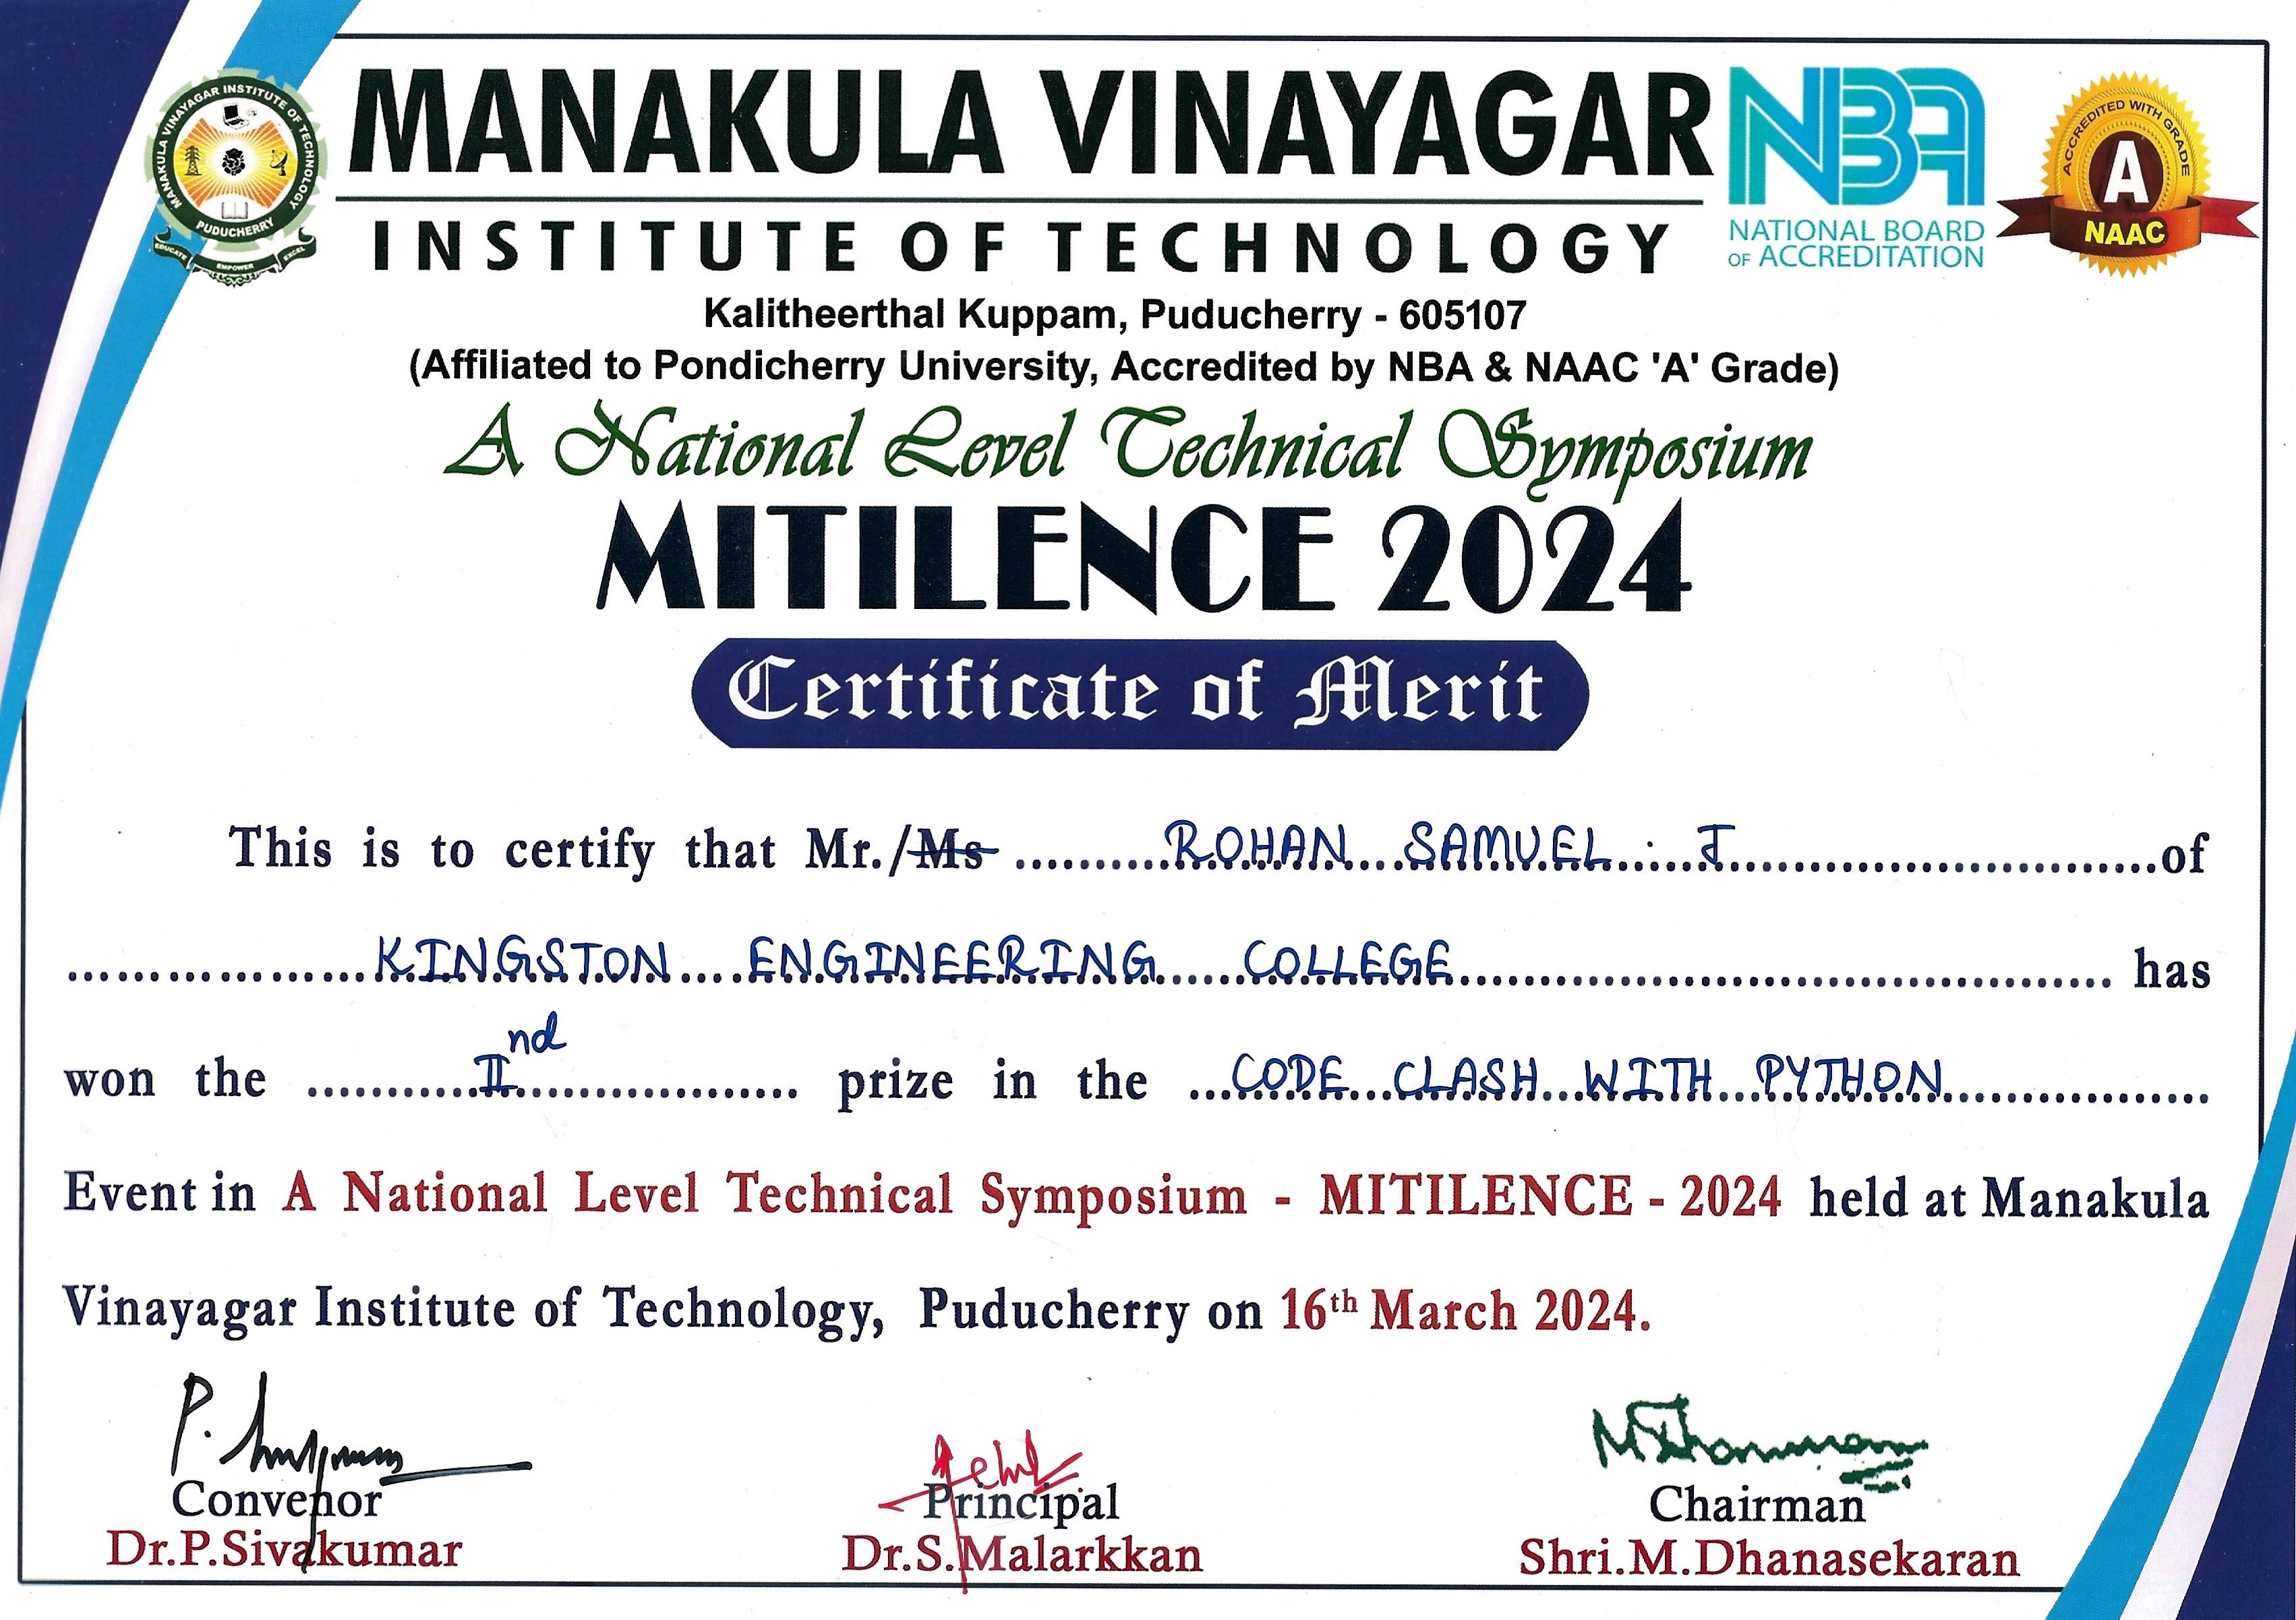 MANAKULA VINAYAGAR INSTITUTE OF TECHNOLOGY
PUDUCHERRY
EDUCATE EMPOWER EXCEL
MANAKULA VINAYAGAR
INSTITUTE OF TECHNOLOGY
NBA
NATIONAL BOARD
OF ACCREDITATION
ACCREDITED WITH GRADE
A
NAAC
Kalitheerthal Kuppam, Puducherry - 605107
(Affiliated to Pondicherry University, Accredited by NBA & NAAC 'A' Grade)
A National Level Technical Symposium
MITILENCE 2024
Certificate of Merit
This is to certify that Mr./Ms ROHAN SAMUEL . J of
KINGSTON ENGINEERING COLLEGE has
won the IInd prize in the CODE CLASH WITH PYTHON
Event in A National Level Technical Symposium - MITILENCE - 2024 held at Manakula
Vinayagar Institute of Technology, Puducherry on 16th March 2024.
Convenor
Dr.P.Sivakumar
Principal
Dr.S.Malarkkan
Chairman
Shri.M.Dhanasekaran